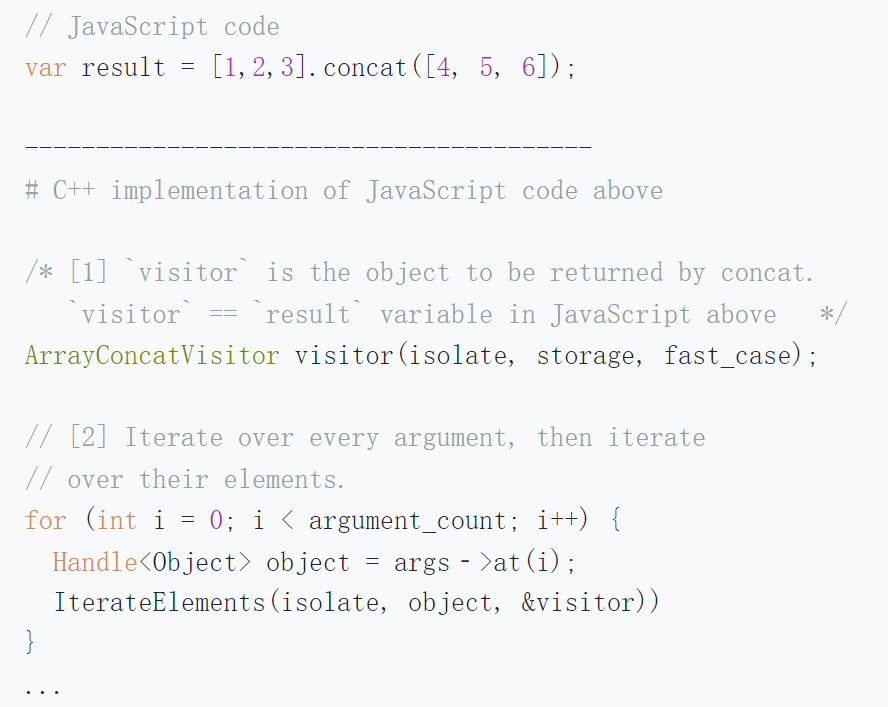 // JavaScript code
var result = [1,2,3].concat([4, 5, 6]);
----------------------------------------
# C++ implementation of JavaScript code above
/* [1] `visitor` is the object to be returned by concat.
`visitor` == `result` variable in JavaScript above */
ArrayConcatVisitor visitor(isolate, storage, fast_case);
// [2] Iterate over every argument, then iterate
// over their elements.
for (int i = 0; i < argument_count; i++) {
Handle<Object> object = args->at(i);
IterateElements(isolate, object, &visitor))
}
...